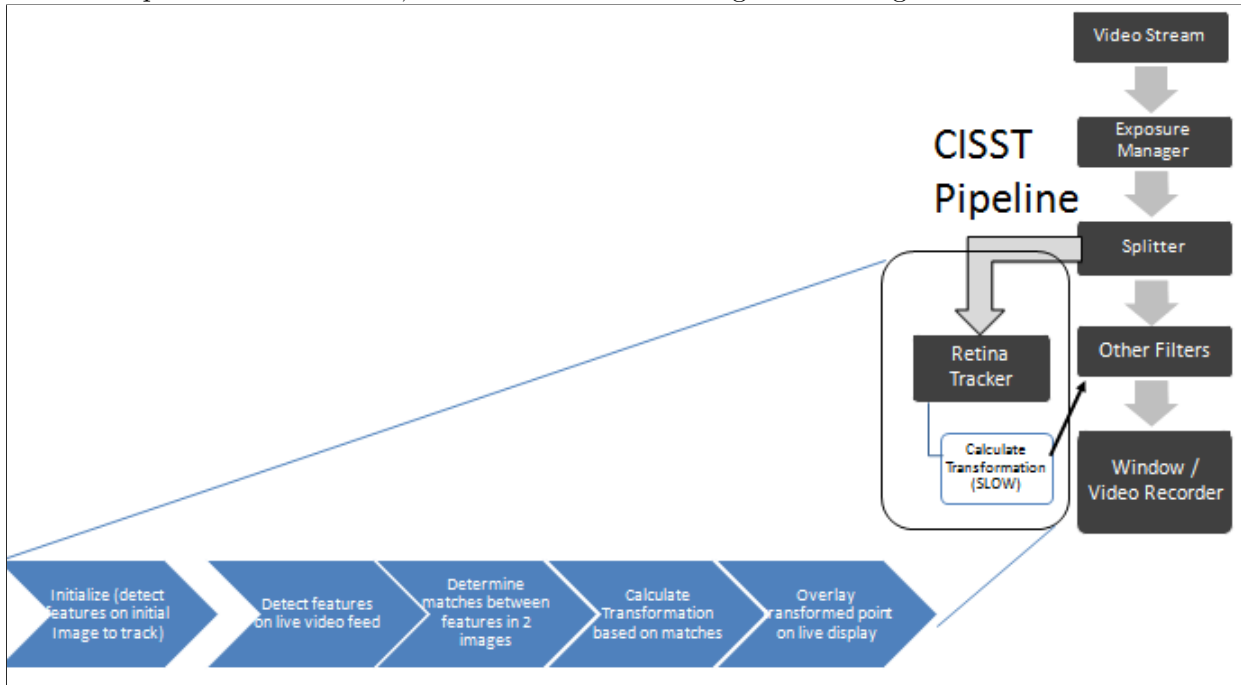 Video Stream
Exposure
Manager
CISST
Pipeline
Splitter
Retina
Tracker
Other Filters
Calculate
Transformation
(SLOW)
Window /
Video Recorder
Initialize (detect
features on initial
Image to track)
Detect features
on live video feed
Determine
matches between
features in 2
images
Calculate
Transformation
based on matches
Overlay
transformed point
on live display